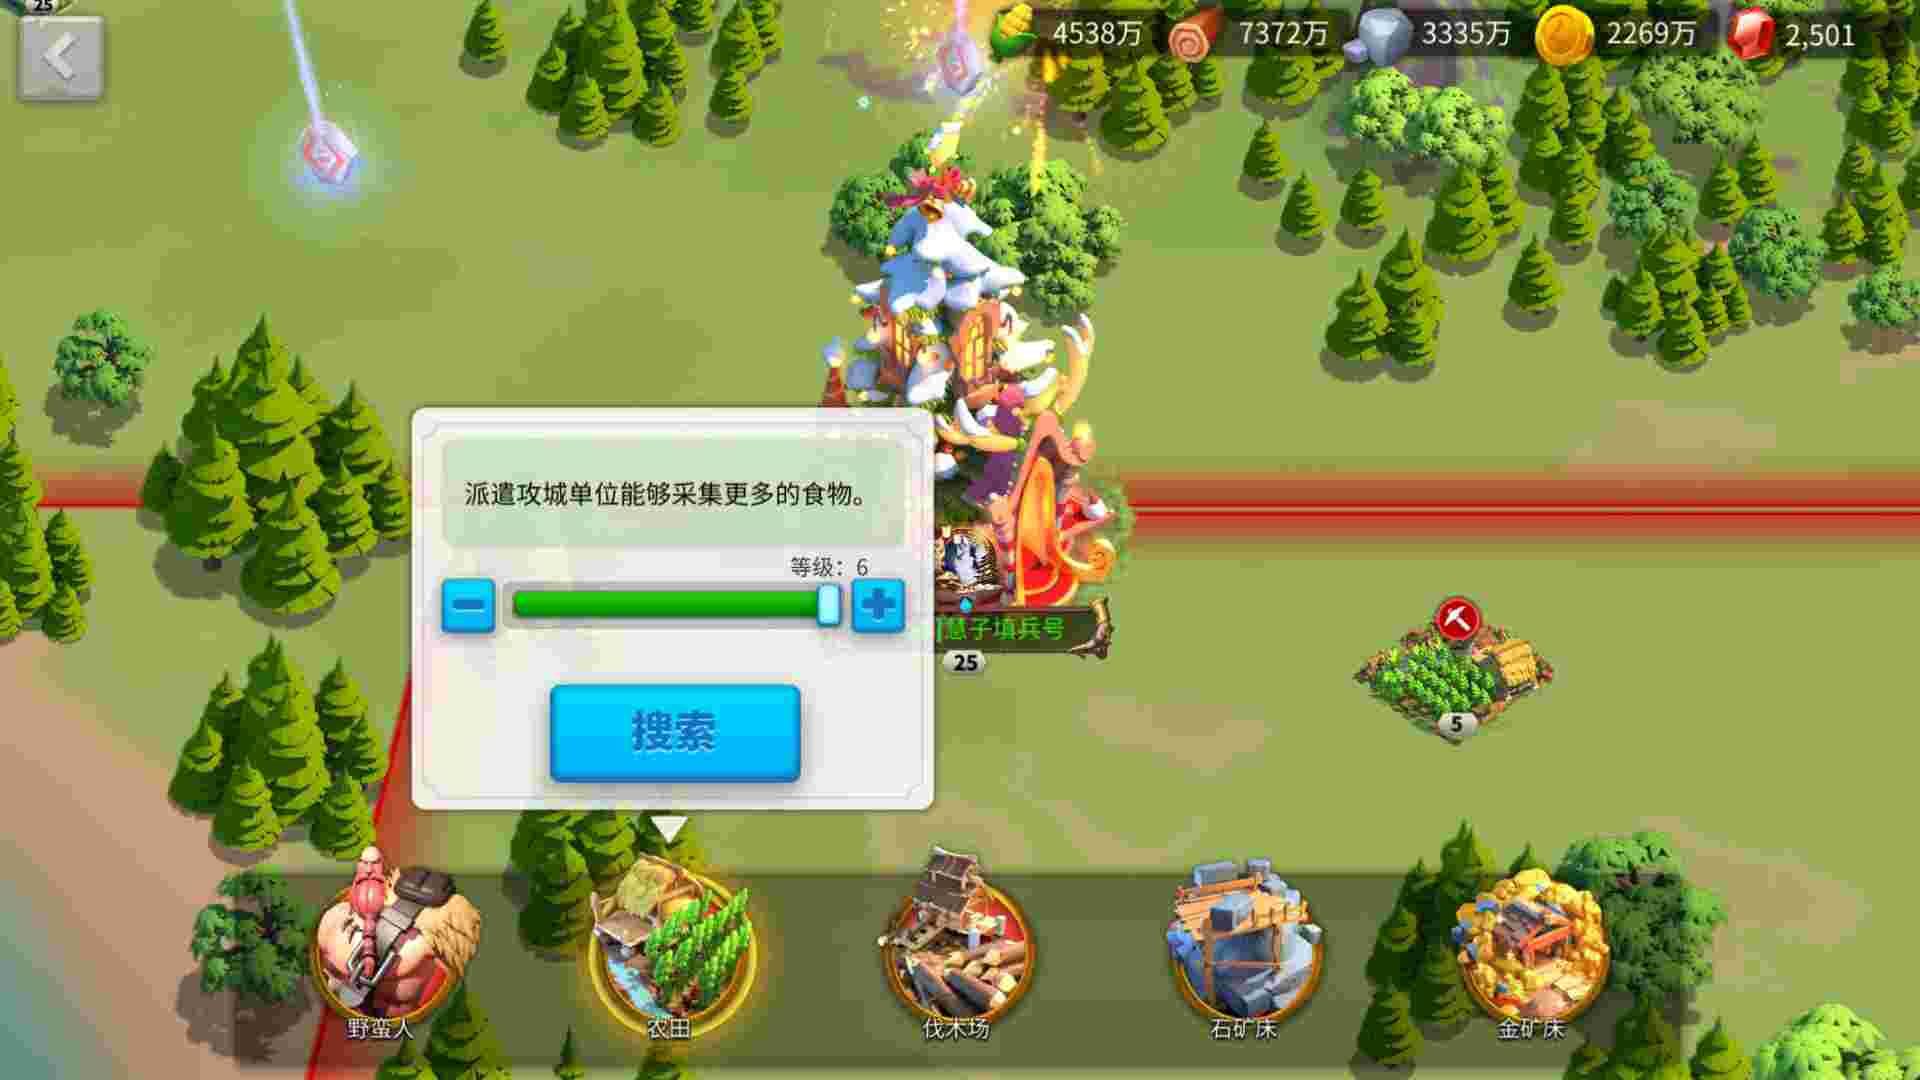 25
4538万 7372万 3335万 2269万 2,501
派遣攻城单位能够采集更多的食物。
等级：6
慧子填兵号
25
搜索
5
野蛮人 农田 伐木场 石矿床 金矿床